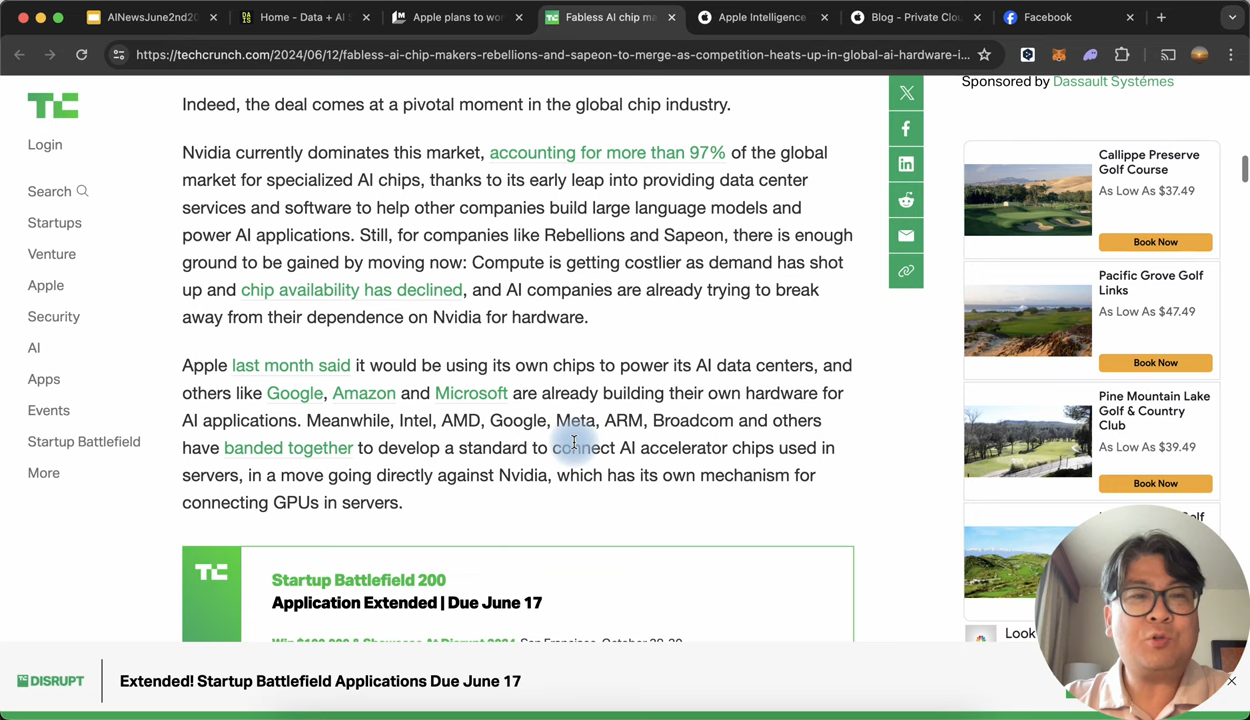 AINewsJune2nd20
Home - Data + AI S
Apple plans to wor
Fabless AI chip ma
Apple Intelligence
Blog - Private Clou
Facebook
https://techcrunch.com/2024/06/12/fabless-ai-chip-makers-rebellions-and-sapeon-to-merge-as-competition-heats-up-in-global-ai-hardware-i...
TC
Login
Search
Startups
Venture
Apple
Security
AI
Apps
Events
Startup Battlefield
More
Indeed, the deal comes at a pivotal moment in the global chip industry.
Nvidia currently dominates this market, accounting for more than 97% of the global
market for specialized AI chips, thanks to its early leap into providing data center
services and software to help other companies build large language models and
power AI applications. Still, for companies like Rebellions and Sapeon, there is enough
ground to be gained by moving now: Compute is getting costlier as demand has shot
up and chip availability has declined, and AI companies are already trying to break
away from their dependence on Nvidia for hardware.
Apple last month said it would be using its own chips to power its AI data centers, and
others like Google, Amazon and Microsoft are already building their own hardware for
AI applications. Meanwhile, Intel, AMD, Google, Meta, ARM, Broadcom and others
have banded together to develop a standard to connect AI accelerator chips used in
servers, in a move going directly against Nvidia, which has its own mechanism for
connecting GPUs in servers.
TC
Startup Battlefield 200
Application Extended | Due June 17
Sponsored by Dassault Systémes
Callippe Preserve
Golf Course
As Low As $37.49
Book Now
Pacific Grove Golf
Links
As Low As $47.49
Book Now
Pine Mountain Lake
Golf & Country
Club
As Low As $39.49
Book Now
Look
TC DISRUPT
Extended! Startup Battlefield Applications Due June 17